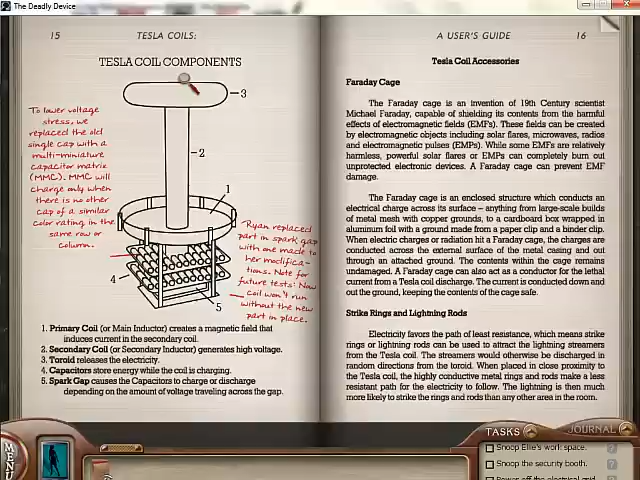 The Deadly Device
15
TESLA COILS:
TESLA COIL COMPONENTS
To lower voltage
stress, we
replaced the old
single cap with a
multi-miniature
capacitor matrix
(MMC). MMC will
charge only when
there is no other
cap of a similar
color rating in the
same row or
column.
3
2
1
4
5
Ryan replaced
part in spark gap
with one made to
her modifica-
tions. Note for
future tests: Now
coil won't run
without the new
part in place.
1. Primary Coil (or Main Inductor) creates a magnetic field that
induces current in the secondary coil.
2. Secondary Coil (or Secondary Inductor) generates high voltage.
3. Toroid releases the electricity.
4. Capacitors store energy while the coil is charging.
5. Spark Gap causes the Capacitors to charge or discharge
depending on the amount of voltage traveling across the gap.
A USER'S GUIDE
16
Tesla Coil Accessories
Faraday Cage
The Faraday cage is an invention of 19th Century scientist
Michael Faraday, capable of shielding its contents from the harmful
effects of electromagnetic fields (EMFs). These fields can be created
by electromagnetic objects including solar flares, microwaves, radios
and electromagnetic pulses (EMPs). While some EMFs are relatively
harmless, powerful solar flares or EMPs can completely burn out
unprotected electronic devices. A Faraday cage can prevent EMF
damage.
The Faraday cage is an enclosed structure which conducts an
electrical charge across its surface – anything from large-scale builds
of metal mesh with copper grounds, to a cardboard box wrapped in
aluminum foil with a ground made from a paper clip and a binder clip.
When electric charges or radiation hit a Faraday cage, the charges are
conducted across the external surface of the metal casing and out
through an attached ground. The contents within the cage remains
undamaged. A Faraday Cage can also act as a conductor for the lethal
current from a Tesla coil discharge. The current is conducted down and
out the ground, keeping the contents of the cage safe.
Strike Rings and Lightning Rods
Electricity favors the path of least resistance, which means strike
rings or lightning rods can be used to attract the lightning streamers
from the Tesla coil. The streamers would otherwise be discharged in
random directions from the toroid. When placed in close proximity to
the Tesla coil, the highly conductive metal rings and rods make a less
resistant path for the electricity to follow. The lightning is then much
more likely to strike the rings and rods than any other area in the room.
MENU
TASKS
JOURNAL
Snoop Ellie's work space.
Snoop the security booth.
Power off the electrical grid